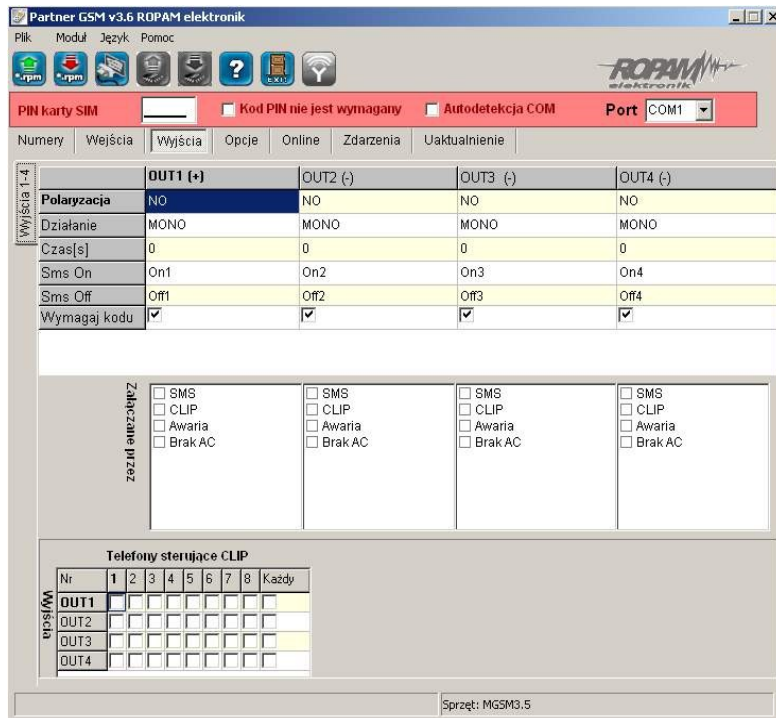 Partner GSM v3.6 ROPAM elektronik
Plik Moduł Język Pomoc
*.rpm *.rpm ? EXIT ROPAM elektronik
PIN karty SIM Kod PIN nie jest wymagany Autodetekcja COM Port COM1
Numery Wejścia Wyjścia Opcje Online Zdarzenia Uaktualnienie
Wyjścia 1-4
OUT1 (+) OUT2 (-) OUT3 (-) OUT4 (-)
Polaryzacja NO NO NO NO
Działanie MONO MONO MONO MONO
Czas[s] 0 0 0 0
Sms On On1 On2 On3 On4
Sms Off Off1 Off2 Off3 Off4
Wymagaj kodu
Załączane przez
SMS SMS SMS SMS
CLIP CLIP CLIP CLIP
Awaria Awaria Awaria Awaria
Brak AC Brak AC Brak AC Brak AC
Telefony sterujące CLIP
Nr 1 2 3 4 5 6 7 8 Każdy
Wyjścia
OUT1
OUT2
OUT3
OUT4
Sprzęt: MGSM3.5